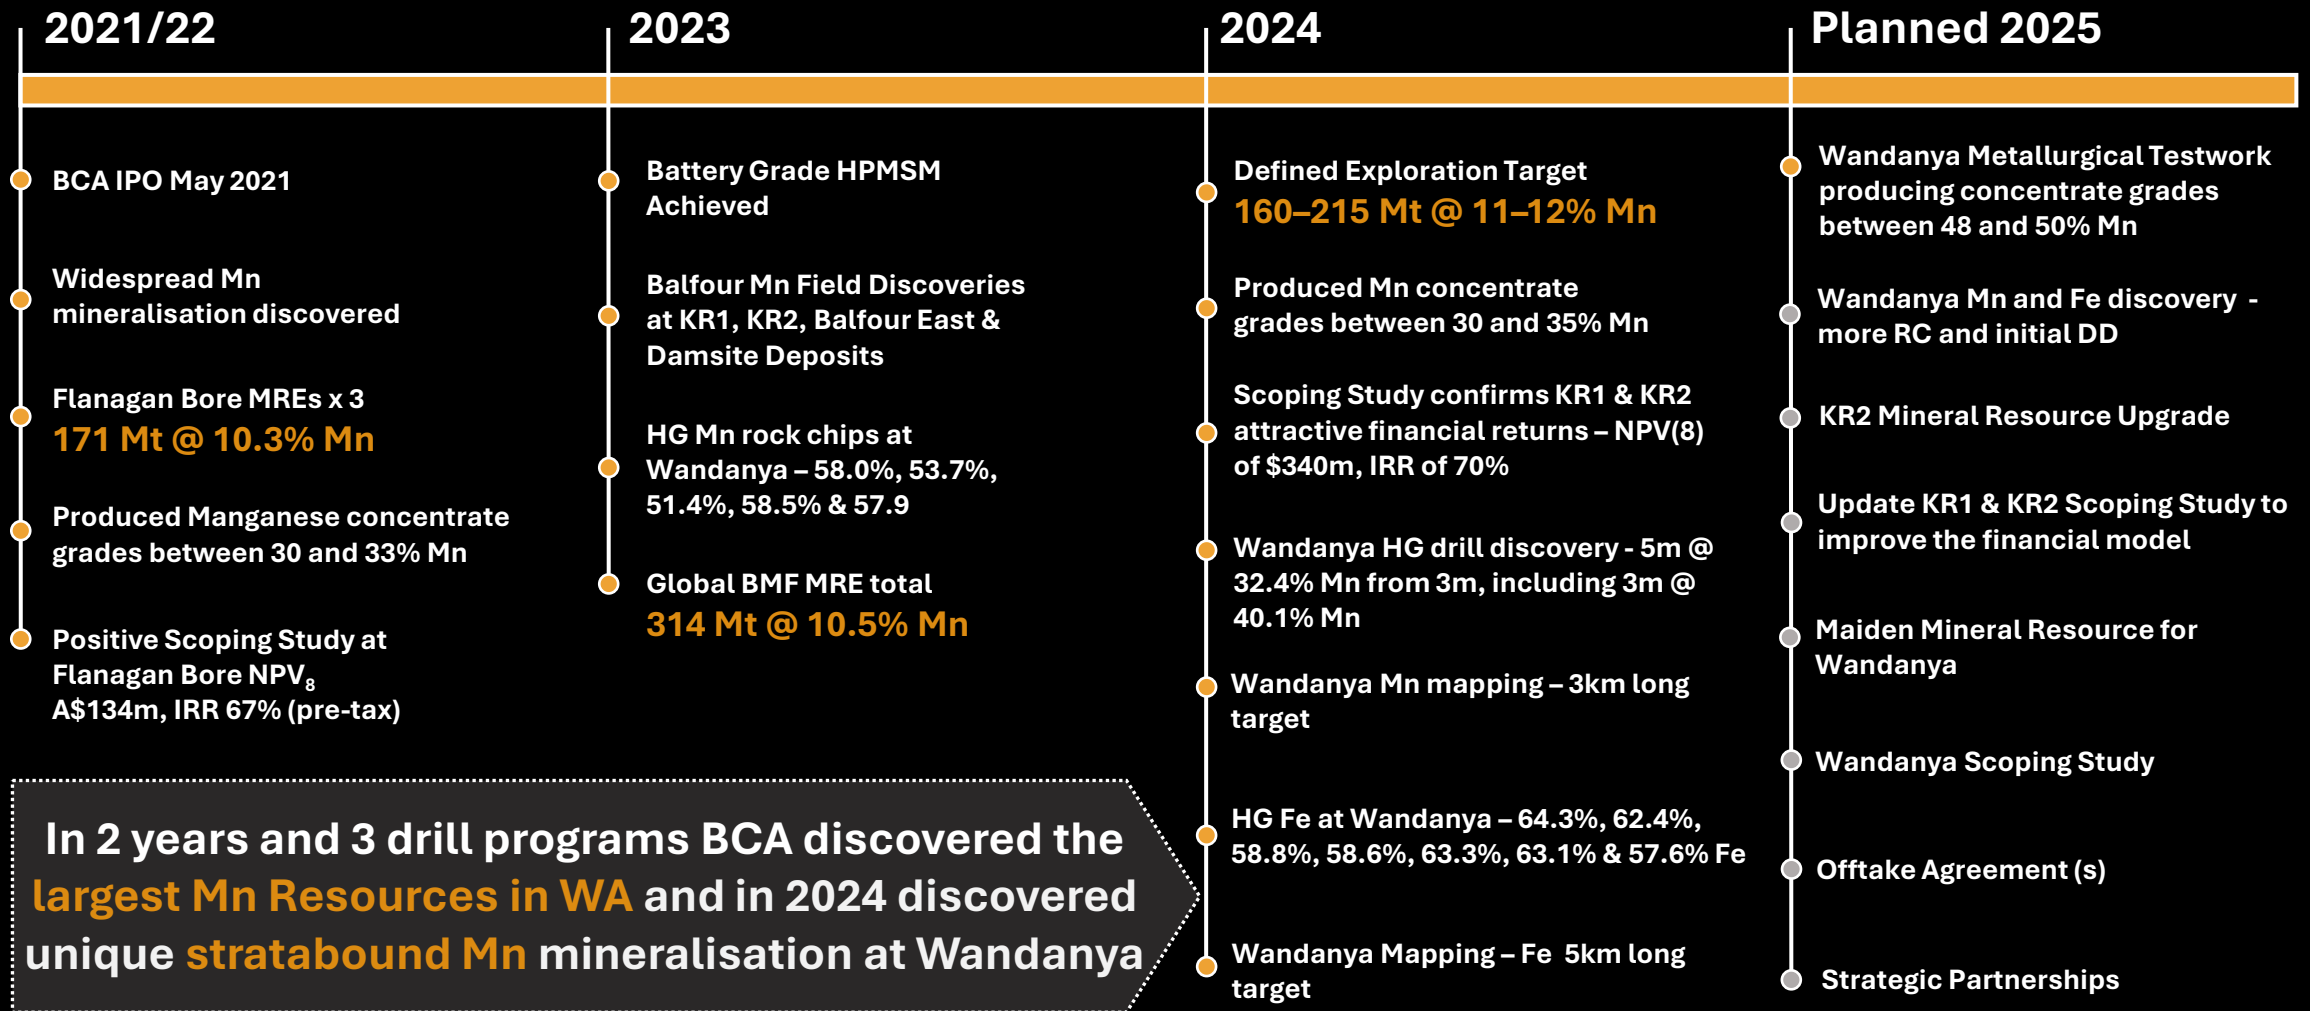 2021/22
BCA IPO May 2021
Widespread Mn
mineralisation discovered
Flanagan Bore MREs x 3
171 Mt @ 10.3% Mn
Produced Manganese concentrate
grades between 30 and 33% Mn
Positive Scoping Study at
Flanagan Bore NPV8
A$134m, IRR 67% (pre-tax)
2023
Battery Grade HPMSM
Achieved
Balfour Mn Field Discoveries
at KR1, KR2, Balfour East &
Damsite Deposits
HG Mn rock chips at
Wandanya – 58.0%, 53.7%,
51.4%, 58.5% & 57.9
Global BMF MRE total
314 Mt @ 10.5% Mn
2024
Defined Exploration Target
160–215 Mt @ 11–12% Mn
Produced Mn concentrate
grades between 30 and 35% Mn
Scoping Study confirms KR1 & KR2
attractive financial returns – NPV(8)
of $340m, IRR of 70%
Wandanya HG drill discovery - 5m @
32.4% Mn from 3m, including 3m @
40.1% Mn
Wandanya Mn mapping – 3km long
target
HG Fe at Wandanya – 64.3%, 62.4%,
58.8%, 58.6%, 63.3%, 63.1% & 57.6% Fe
Wandanya Mapping – Fe 5km long
target
Planned 2025
Wandanya Metallurgical Testwork
producing concentrate grades
between 48 and 50% Mn
Wandanya Mn and Fe discovery -
more RC and initial DD
KR2 Mineral Resource Upgrade
Update KR1 & KR2 Scoping Study to
improve the financial model
Maiden Mineral Resource for
Wandanya
Wandanya Scoping Study
Offtake Agreement (s)
Strategic Partnerships
In 2 years and 3 drill programs BCA discovered the
largest Mn Resources in WA and in 2024 discovered
unique stratabound Mn mineralisation at Wandanya